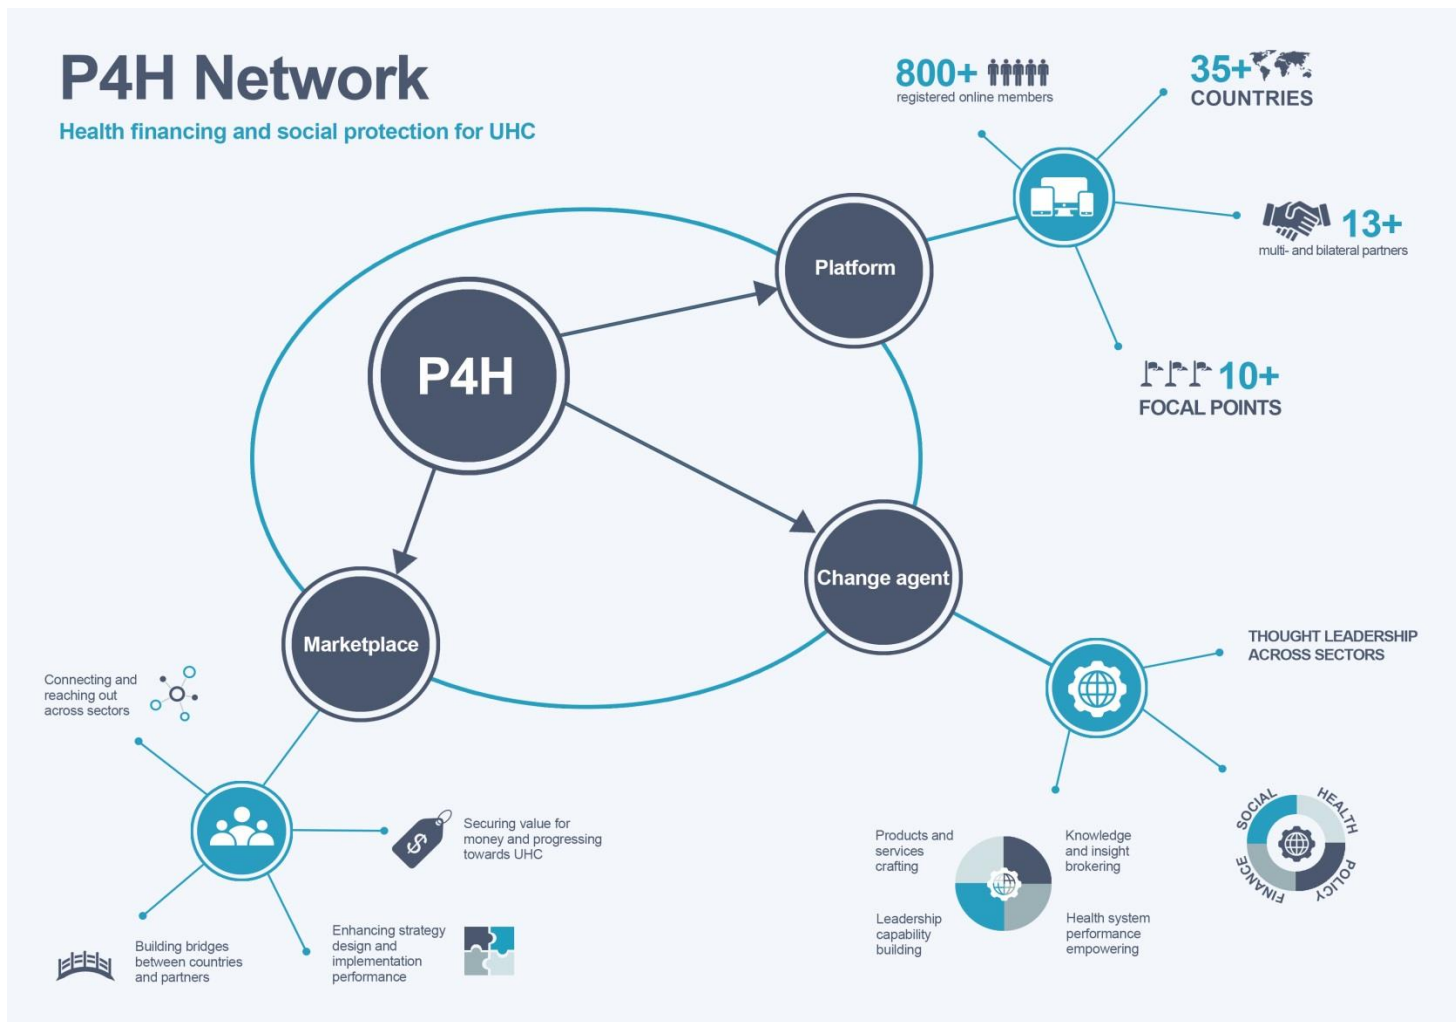 P4H Network
Health financing and social protection for UHC
800+
registered online members
35+
COUNTRIES
13+
multi- and bilateral partners
10+
FOCAL POINTS
Platform
P4H
Change agent
Marketplace
THOUGHT LEADERSHIP
ACROSS SECTORS
Connecting and
reaching out
across sectors
$
Securing value for
money and progressing
towards UHC
Building bridges
between countries
and partners
Enhancing strategy
design and
implementation
performance
Products and
services
crafting
Knowledge
and insight
brokering
Leadership
capability
building
Health system
performance
empowering
SOCIAL
HEALTH
FINANCE
POLICY